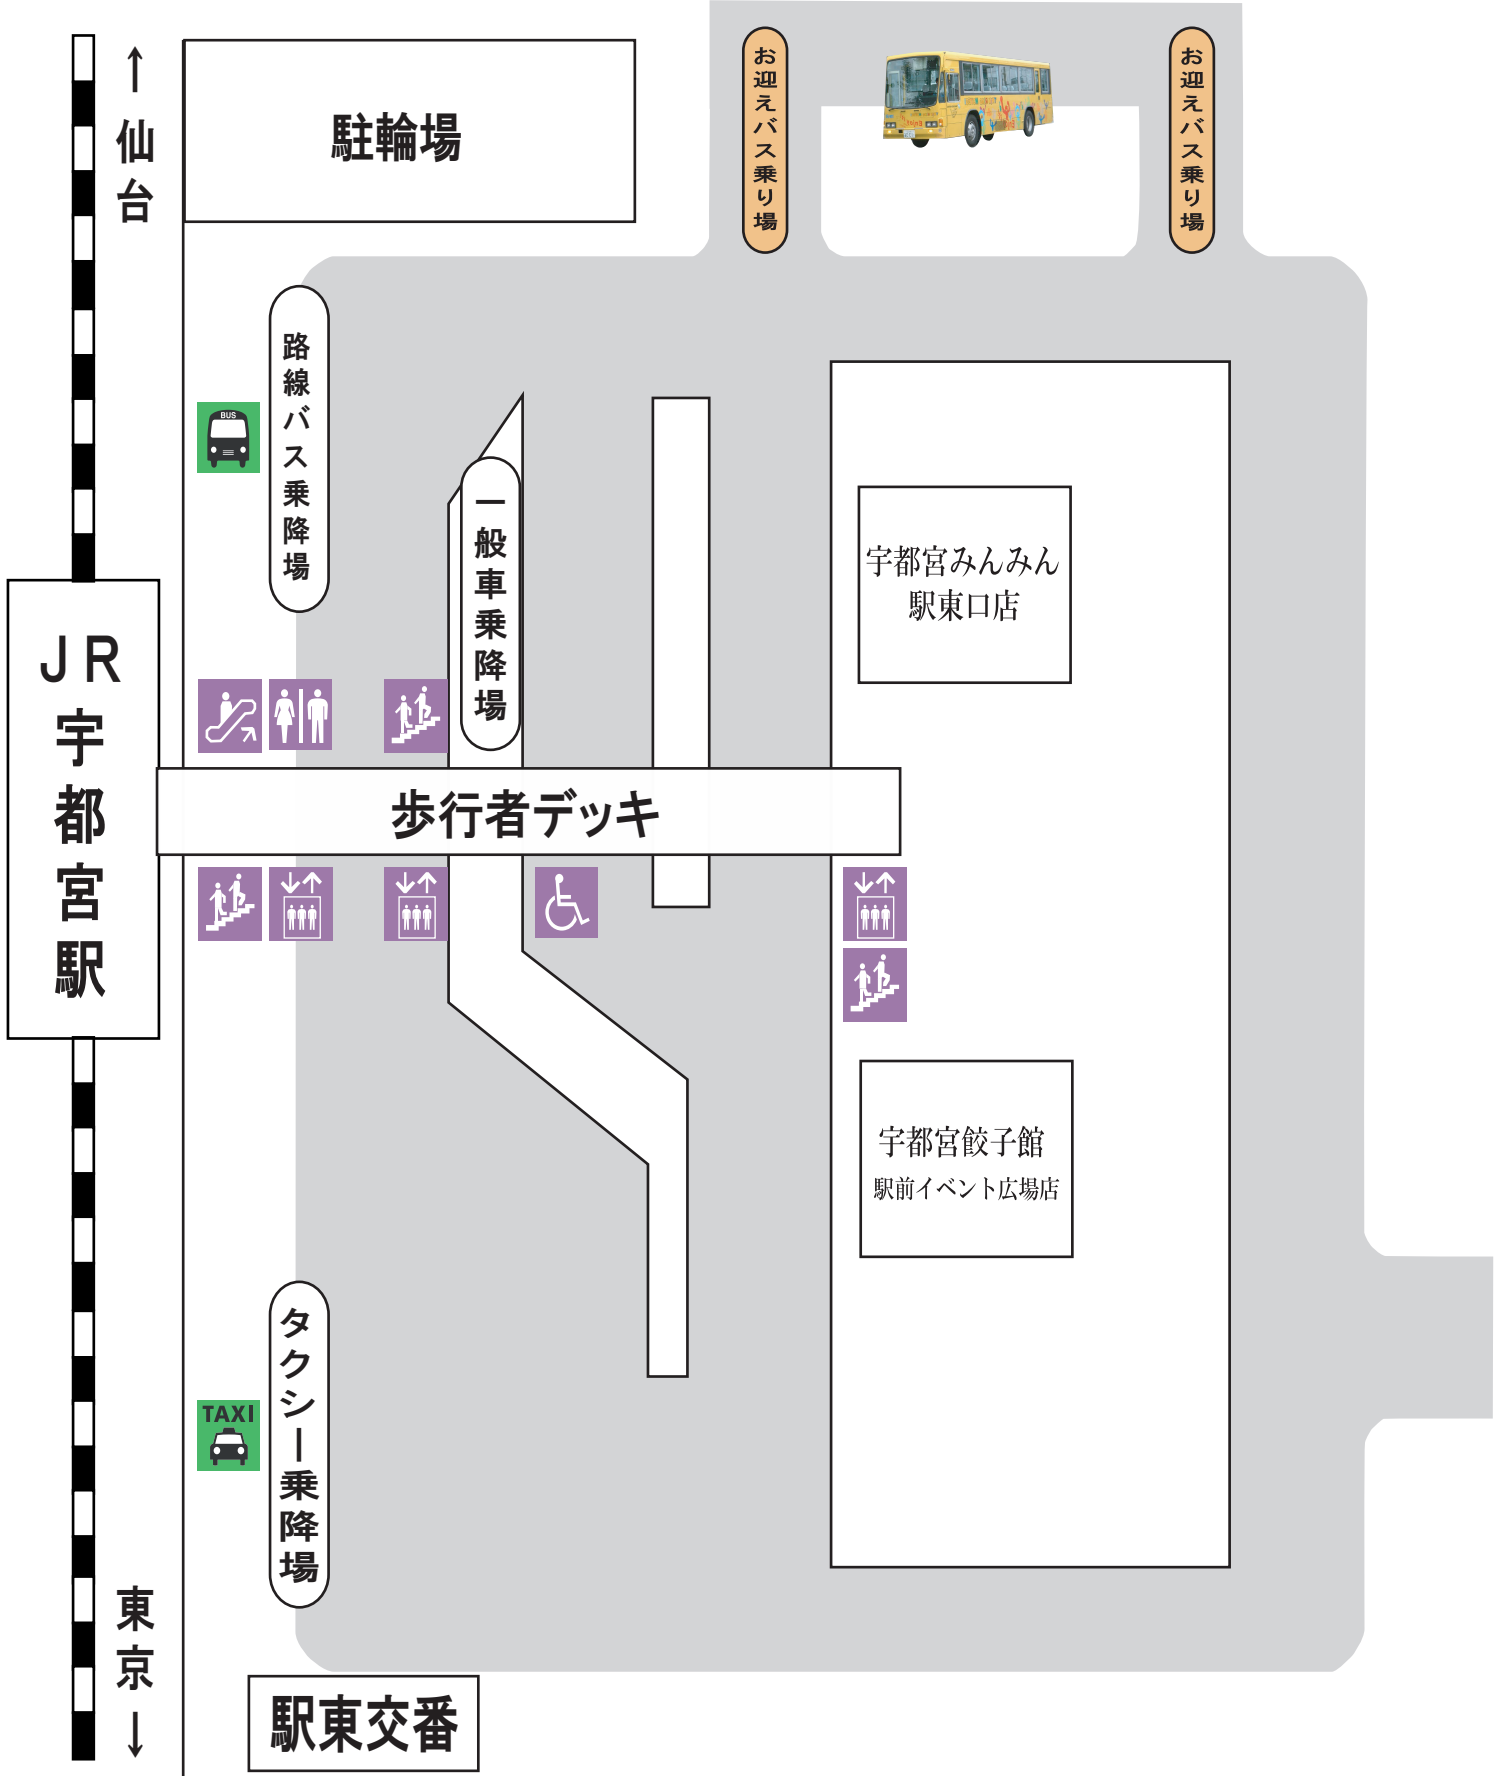 ↑
仙台
駐輪場
お迎えバス乗り場
お迎えバス乗り場
路線バス乗降場
BUS
一般車乗降場
宇都宮みんみん
駅東口店
JR宇都宮駅
歩行者デッキ
宇都宮餃子館
駅前イベント広場店
タクシー乗降場
TAXI
東京
↓
駅東交番